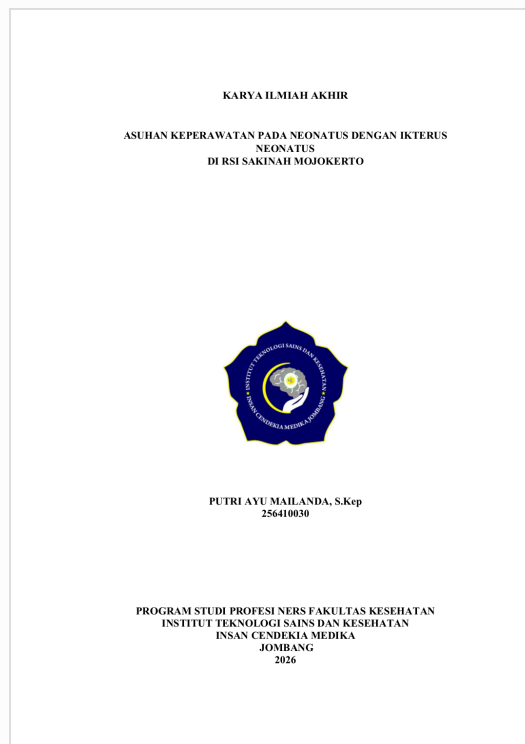 KARYA ILMIAH AKHIR
ASUHAN KEPERAWATAN PADA NEONATUS DENGAN IKTERUS
NEONATUS
DI RSI SAKINAH MOJOKERTO
INSTITUT TEKNOLOGI SAINS DAN KESEHATAN
INSAN CENDEKIA MEDIKA JOMBANG
PUTRI AYU MAILANDA, S.Kep
256410030
PROGRAM STUDI PROFESI NERS FAKULTAS KESEHATAN
INSTITUT TEKNOLOGI SAINS DAN KESEHATAN
INSAN CENDEKIA MEDIKA
JOMBANG
2026